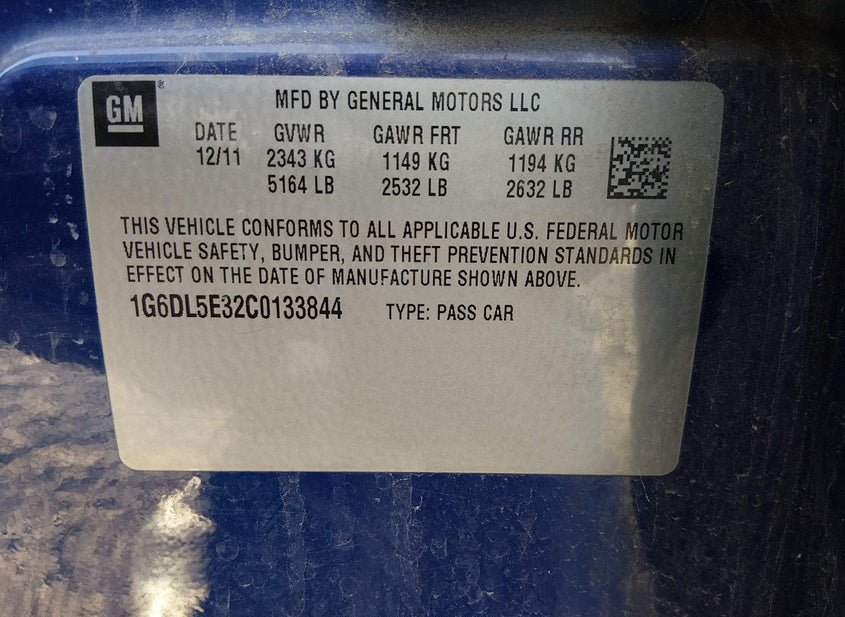 GM
®
MFD BY GENERAL MOTORS LLC
DATE GVWR GAWR FRT GAWR RR
12/11 2343 KG 1149 KG 1194 KG
5164 LB 2532 LB 2632 LB
THIS VEHICLE CONFORMS TO ALL APPLICABLE U.S. FEDERAL MOTOR
VEHICLE SAFETY, BUMPER, AND THEFT PREVENTION STANDARDS IN
EFFECT ON THE DATE OF MANUFACTURE SHOWN ABOVE.
1G6DL5E32C0133844 TYPE: PASS CAR